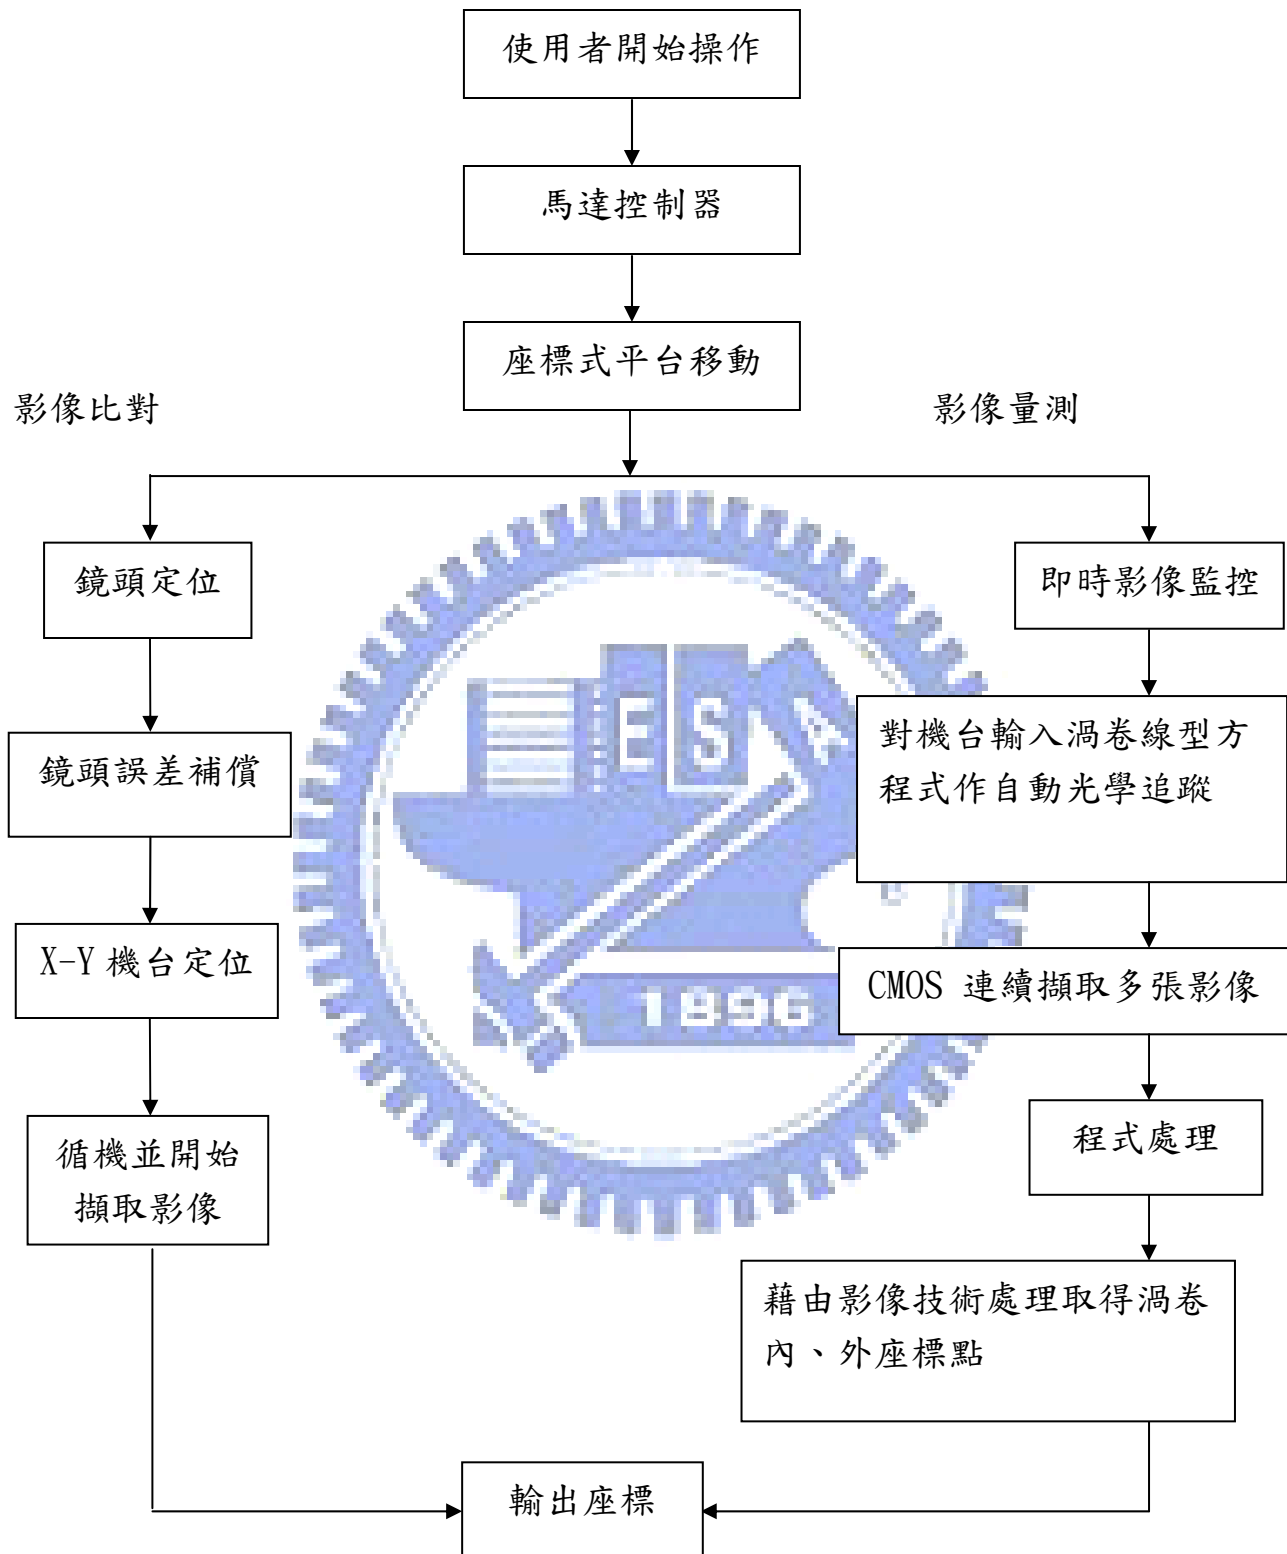 使用者開始操作
馬達控制器
座標式平台移動
影像比對
影像量測
鏡頭定位
鏡頭誤差補償
X-Y 機台定位
循機並開始
擷取影像
即時影像監控
對機台輸入渦卷線型方
程式作自動光學追蹤
CMOS 連續擷取多張影像
程式處理
藉由影像技術處理取得渦卷
內、外座標點
輸出座標
E S A
1896